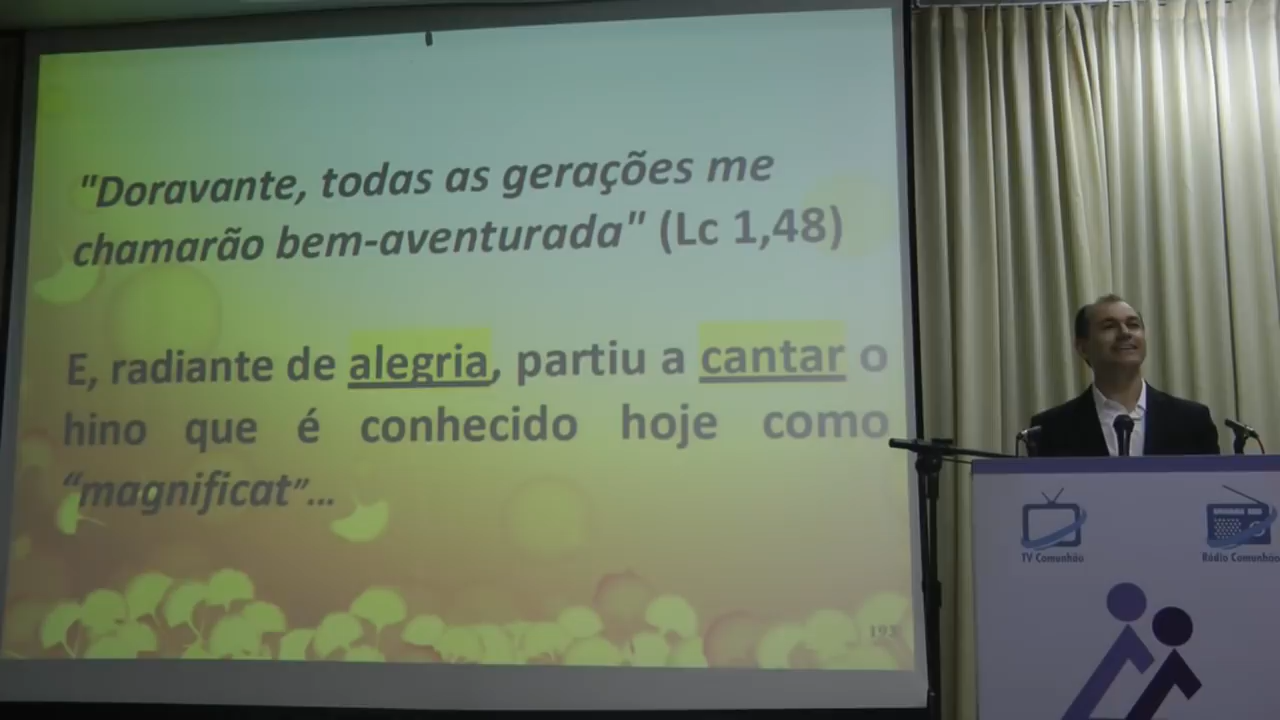 "Doravante, todas as gerações me
chamarão bem-aventurada" (Lc 1,48)
E, radiante de alegria, partiu a cantar o
hino que é conhecido hoje como
“magnificat”...
193
TV Comunhão
Rádio Comunhão